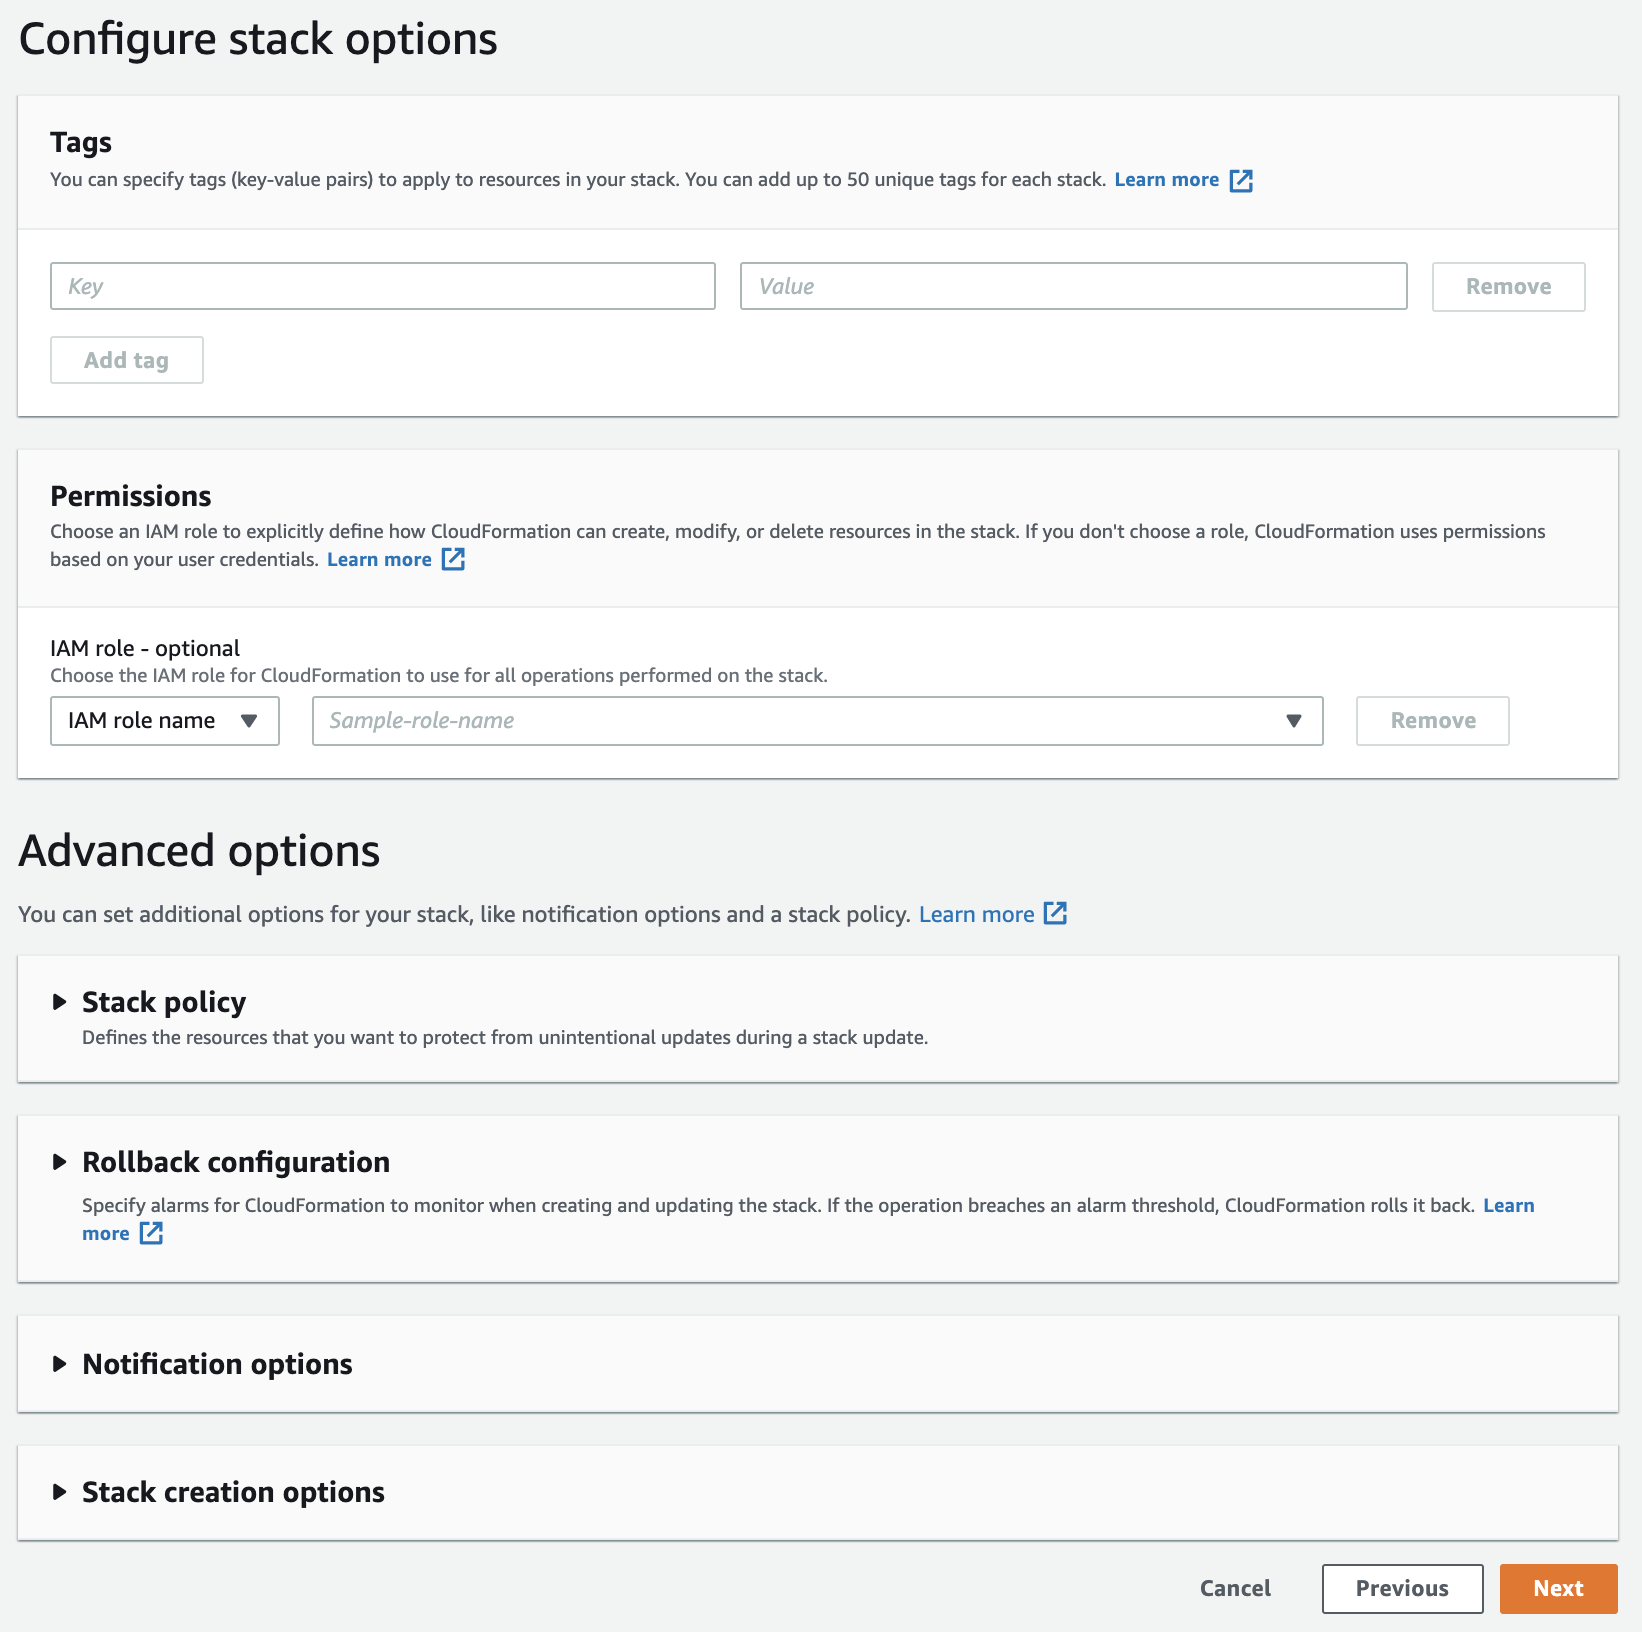 Configure stack options
Tags
You can specify tags (key-value pairs) to apply to resources in your stack. You can add up to 50 unique tags for each stack. Learn more
Key
Value
Remove
Add tag
Permissions
Choose an IAM role to explicitly define how CloudFormation can create, modify, or delete resources in the stack. If you don't choose a role, CloudFormation uses permissions
based on your user credentials. Learn more
IAM role - optional
Choose the IAM role for CloudFormation to use for all operations performed on the stack.
IAM role name
Sample-role-name
Remove
Advanced options
You can set additional options for your stack, like notification options and a stack policy. Learn more
Stack policy
Defines the resources that you want to protect from unintentional updates during a stack update.
Rollback configuration
Specify alarms for CloudFormation to monitor when creating and updating the stack. If the operation breaches an alarm threshold, CloudFormation rolls it back. Learn
more
Notification options
Stack creation options
Cancel
Previous
Next